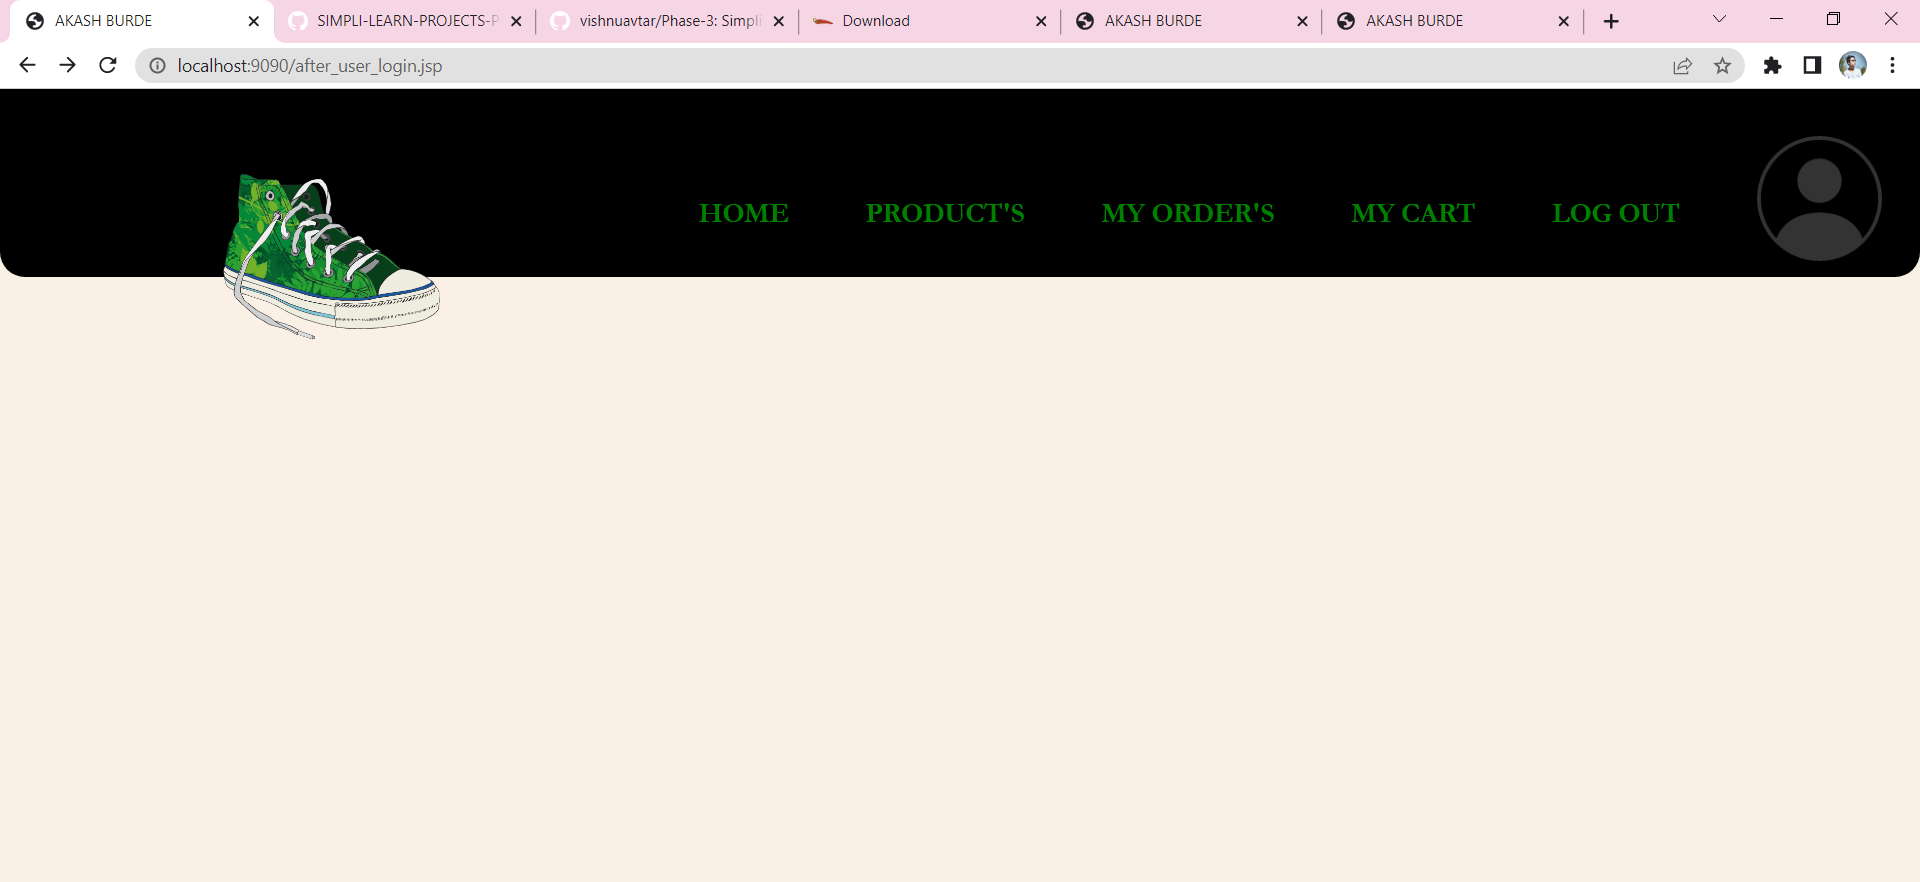 AKASH BURDE
SIMPLI-LEARN-PROJECTS-P
vishnuavtar/Phase-3: Simpli
Download
AKASH BURDE
AKASH BURDE
localhost:9090/after_user_login.jsp
HOME PRODUCT'S MY ORDER'S MY CART LOG OUT